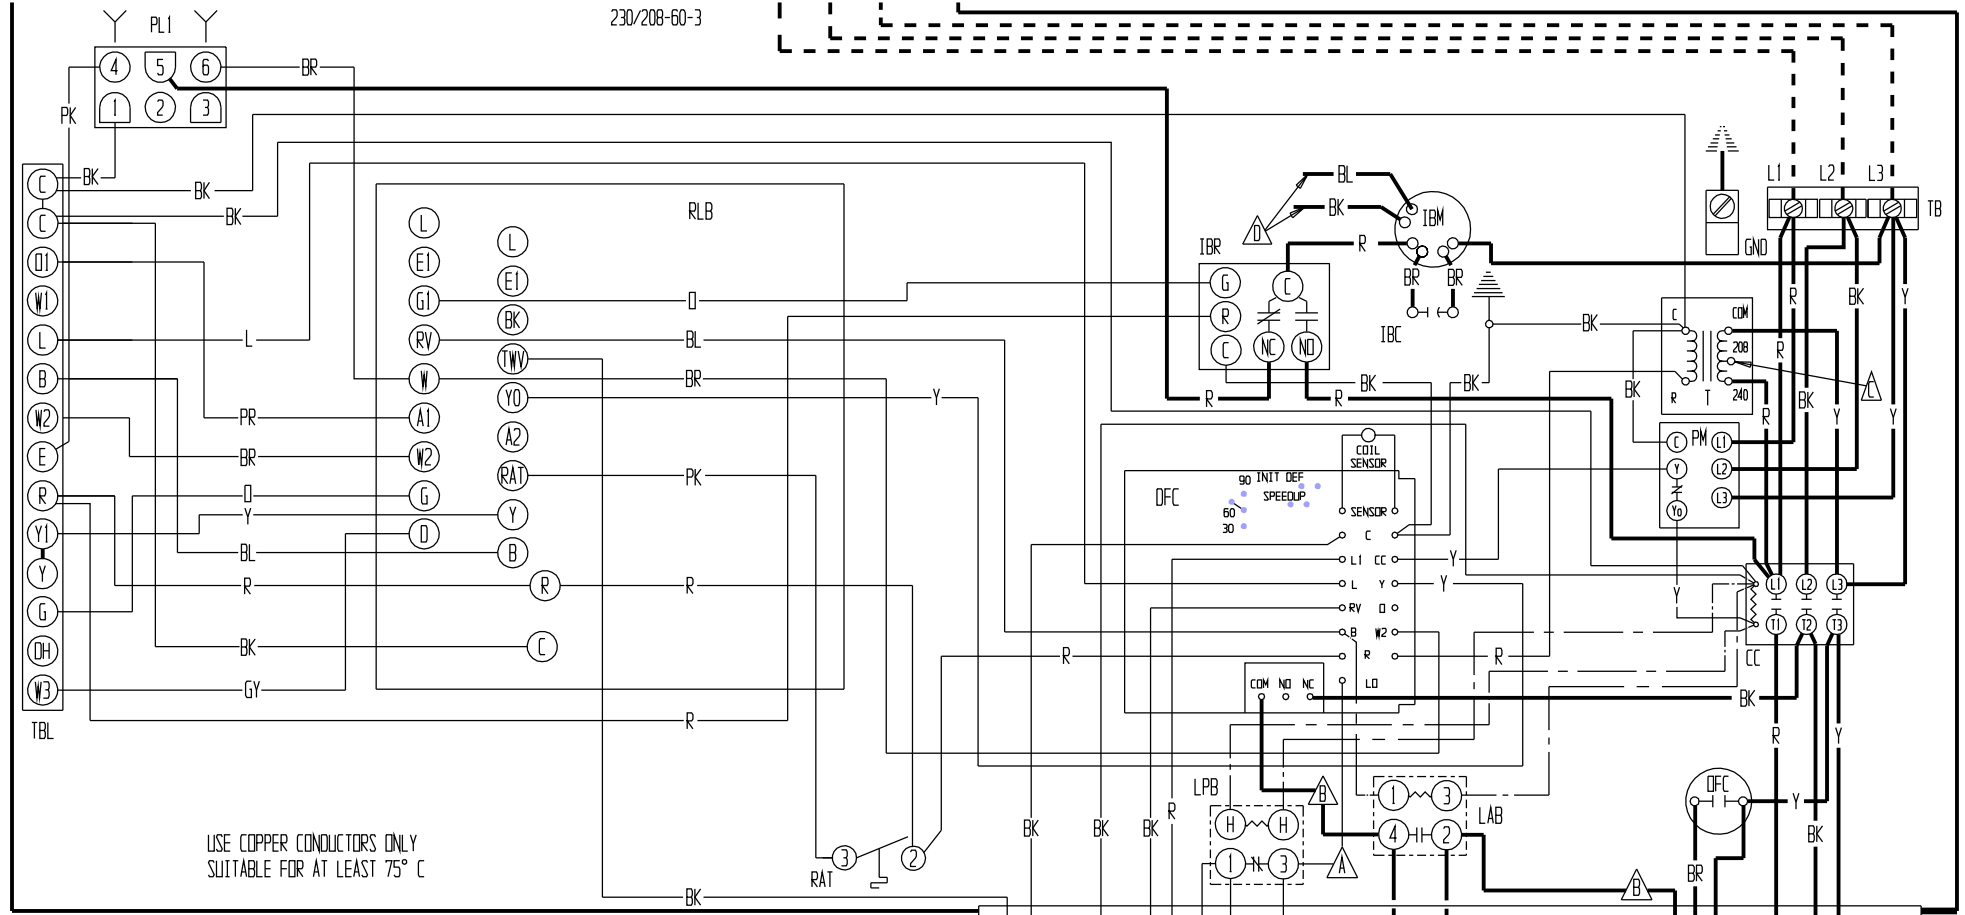 230/208-60-3
PL1
4 5 6
1 2 3
BR
PK
BK
BK
BK
C
C
O1
W1
L
B
W2
E
R
Y1
Y
G
OH
W3
TBL
L
PR
BR
O
Y
BL
R
BK
GY
RLB
L
E1
G1
RV
W
A1
W2
G
D
L
E1
BK
TWV
YO
A2
RAT
Y
B
R
C
O
BL
BR
Y
PK
R
R
R
BK
3
2
RAT
USE COPPER CONDUCTORS ONLY
SUITABLE FOR AT LEAST 75° C
BL
BK
D
IBM
R
BR BR
IBC
IBR
G
R
C
C
NC NO
R
R
BK
BK
BK
BK
GND
L1 L2 L3
TB
R
BK
Y
C COM
208
240
R T
C
R
R
BK
Y
Y
PM
C L1
Y L2
L3
Yo
Y
COIL
SENSOR
DFC
90 INIT DEF
SPEEDUP
60
30
SENSOR
C
L1 CC
L Y
RV O
B W2
R
LO
COM NO NC
Y
Y
R
BK
L1 L2 L3
T1 T2 T3
CC
R
Y
BK
OFC
Y
BR
B
LPB
H H
1 3
A
B
1 3
4 2
LAB
BK
BK
BK
R